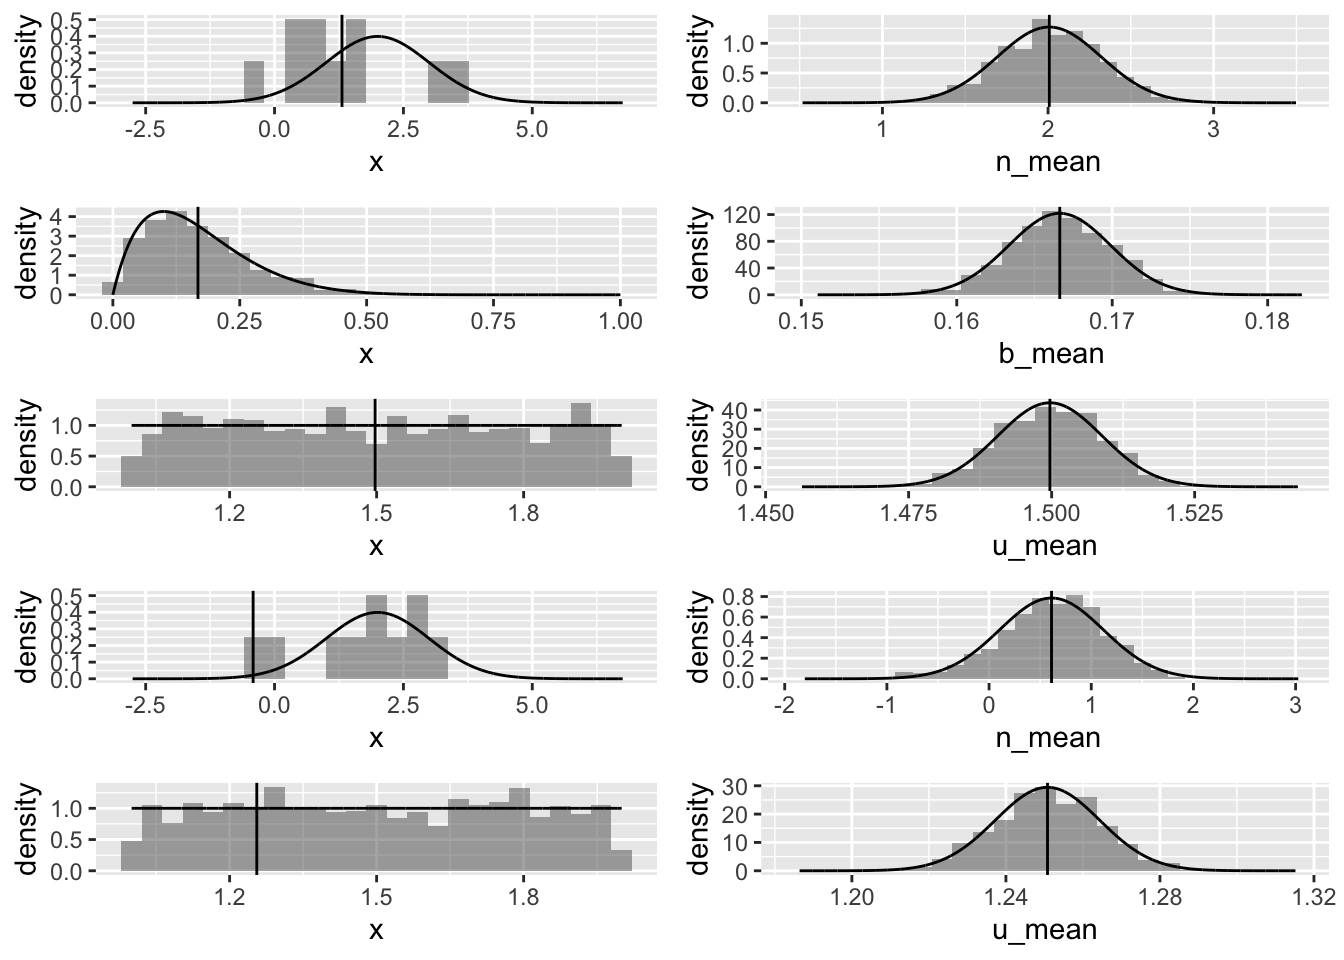 density
0.5
0.4
0.3
0.2
0.1
0.0
-2.5 0.0 2.5 5.0
x
density
1.0
0.5
0.0
1 2 3
n_mean
density
4
3
2
1
0
0.00 0.25 0.50 0.75 1.00
x
density
120
80
40
0
0.15 0.16 0.17 0.18
b_mean
density
1.0
0.5
0.0
1.2 1.5 1.8
x
density
40
30
20
10
0
1.450 1.475 1.500 1.525
u_mean
density
0.5
0.4
0.3
0.2
0.1
0.0
-2.5 0.0 2.5 5.0
x
density
0.8
0.6
0.4
0.2
0.0
-2 -1 0 1 2 3
n_mean
density
1.0
0.5
0.0
1.2 1.5 1.8
x
density
30
20
10
0
1.20 1.24 1.28 1.32
u_mean